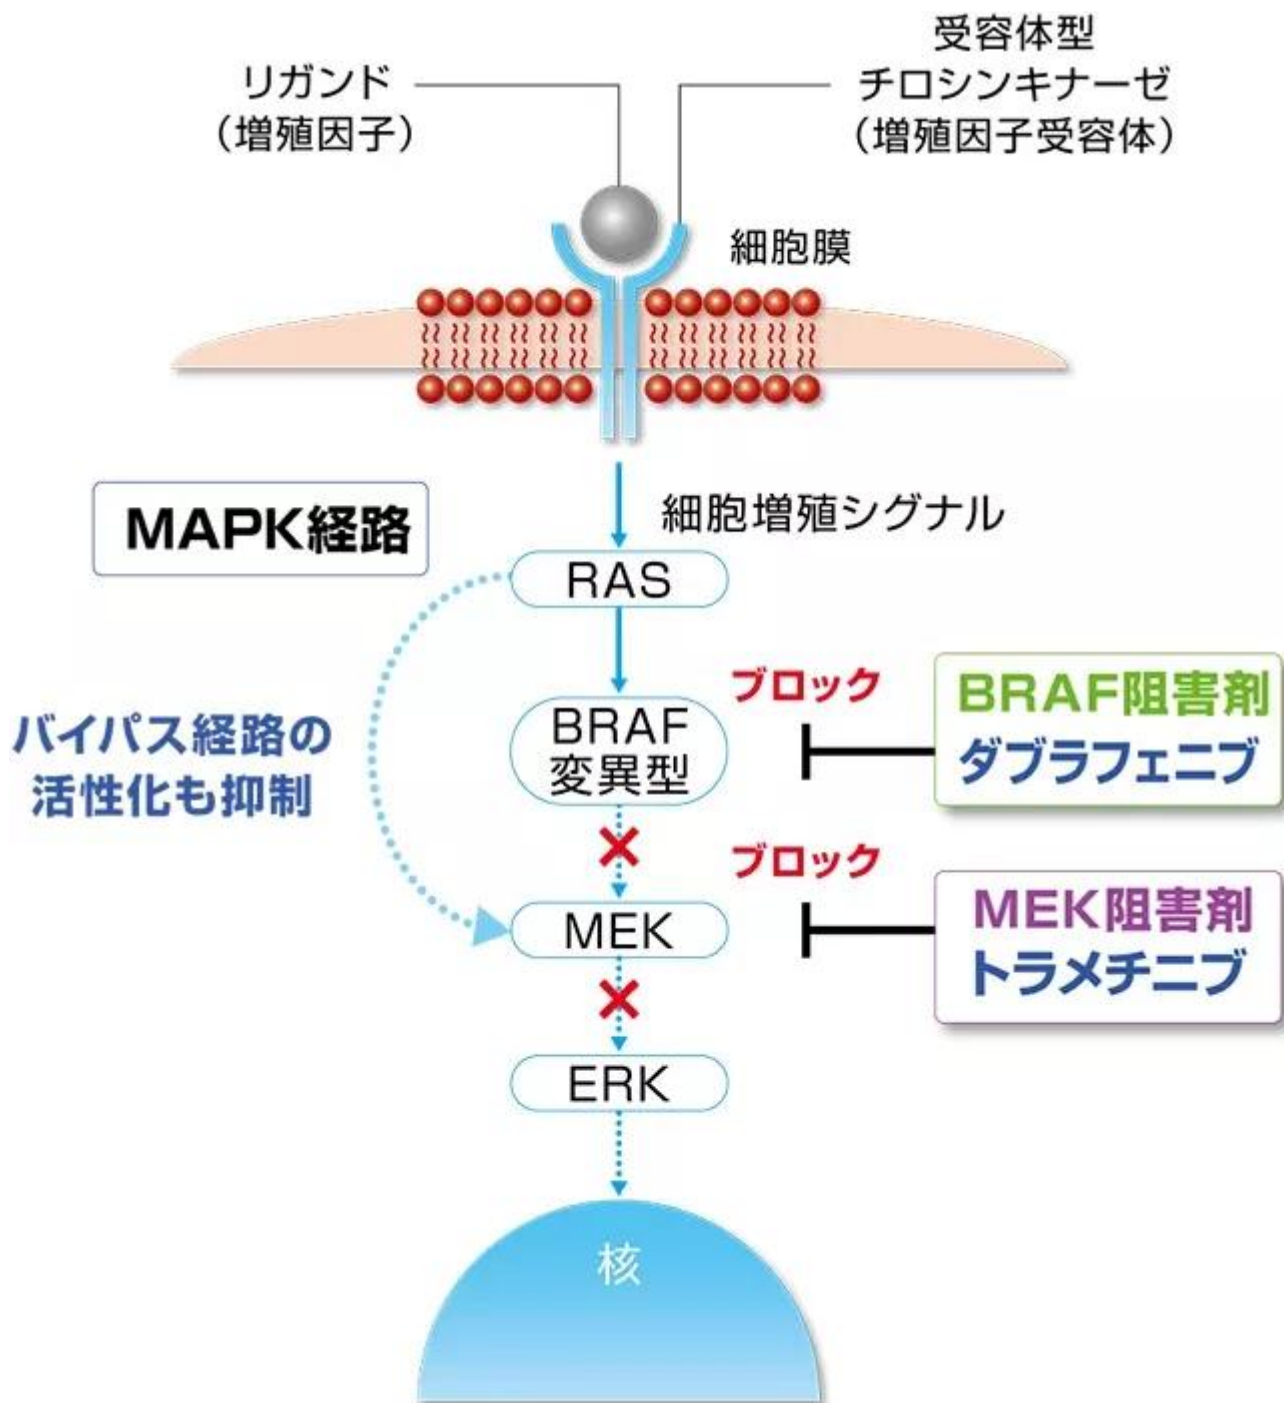 リガンド
（増殖因子）
受容体型
チロシンキナーゼ
（増殖因子受容体）
細胞膜
MAPK経路
細胞増殖シグナル
RAS
バイパス経路の
活性化も抑制
BRAF
変異型
ブロック
BRAF阻害剤
ダブラフェニブ
MEK
ブロック
MEK阻害剤
トラメチニブ
ERK
核